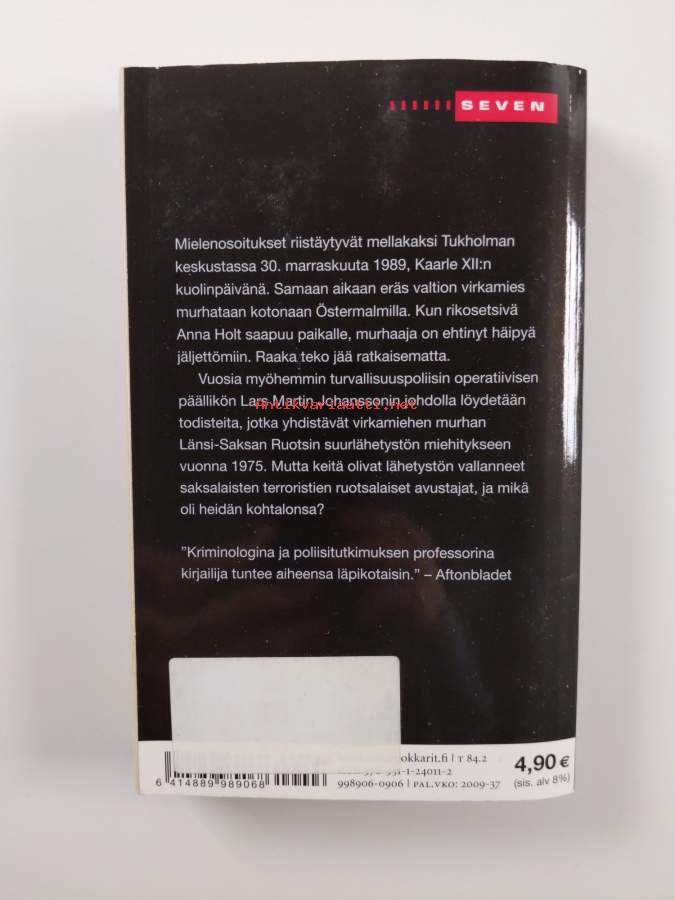 SEVEN
Mielenosoitukset riistäytyvät mellakaksi Tukholman
keskustassa 30. marraskuuta 1989, Kaarle XII:n
kuolinpäivänä. Samaan aikaan eräs valtion virkamies
murhataan kotonaan Östermalmilla. Kun rikosetsivä
Anna Holt saapuu paikalle, murhaaja on ehtinyt häipyä
jäljettömiin. Raaka teko jää ratkaisematta.
Vuosia myöhemmin turvallisuuspoliisin operatiivisen
päällikön Lars Martin Johanssonin johdolla löydetään
antikvariaatti.net
todisteita, jotka yhdistävät virkamiehen murhan
Länsi-Saksan Ruotsin suurlähetystön miehitykseen
vuonna 1975. Mutta keitä olivat lähetystön vallanneet
saksalaisten terroristien ruotsalaiset avustajat, ja mikä
oli heidän kohtalonsa?
”Kriminologina ja poliisitutkimuksen professorina
kirjailija tuntee aiheensa läpikotaisin.” – Aftonbladet
okkarit.fi | T 84.2
1-24011-2
998906-0906 | PAL.VKO: 2009-37
4,90 €
(sis. alv 8%)
6 414889 989068